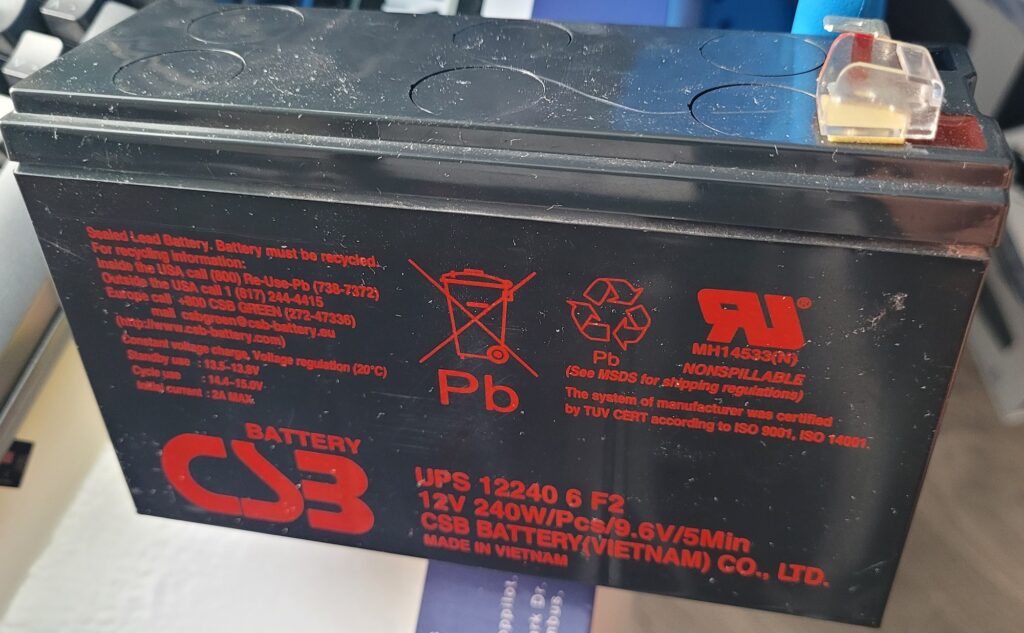 Sealed Lead Battery. Battery must be recycled.
For recycling information:
Inside the USA call (800) Re-Use-Pb (738-7372)
Outside the USA call 1 (817) 244-4415
Europe call +800 CSB GREEN (272-47336)
mail csbgreen@csb-battery.eu
(http://www.csb-battery.com)
Constant voltage charge, Voltage regulation (20°C)
Standby use : 13.5-13.8V
Cycle use : 14.4-15.0V
Initial current : 2A MAX.
Pb
Pb
(See MSDS for shipping regulations)
The system of manufacturer was certified
by TUV CERT according to ISO 9001, ISO 14001.
RU®
MH14533(N)
NONSPILLABLE
BATTERY
CSB
UPS 12240 6 F2
12V 240W/Pcs/9.6V/5Min
CSB BATTERY(VIETNAM) CO., LTD.
MADE IN VIETNAM